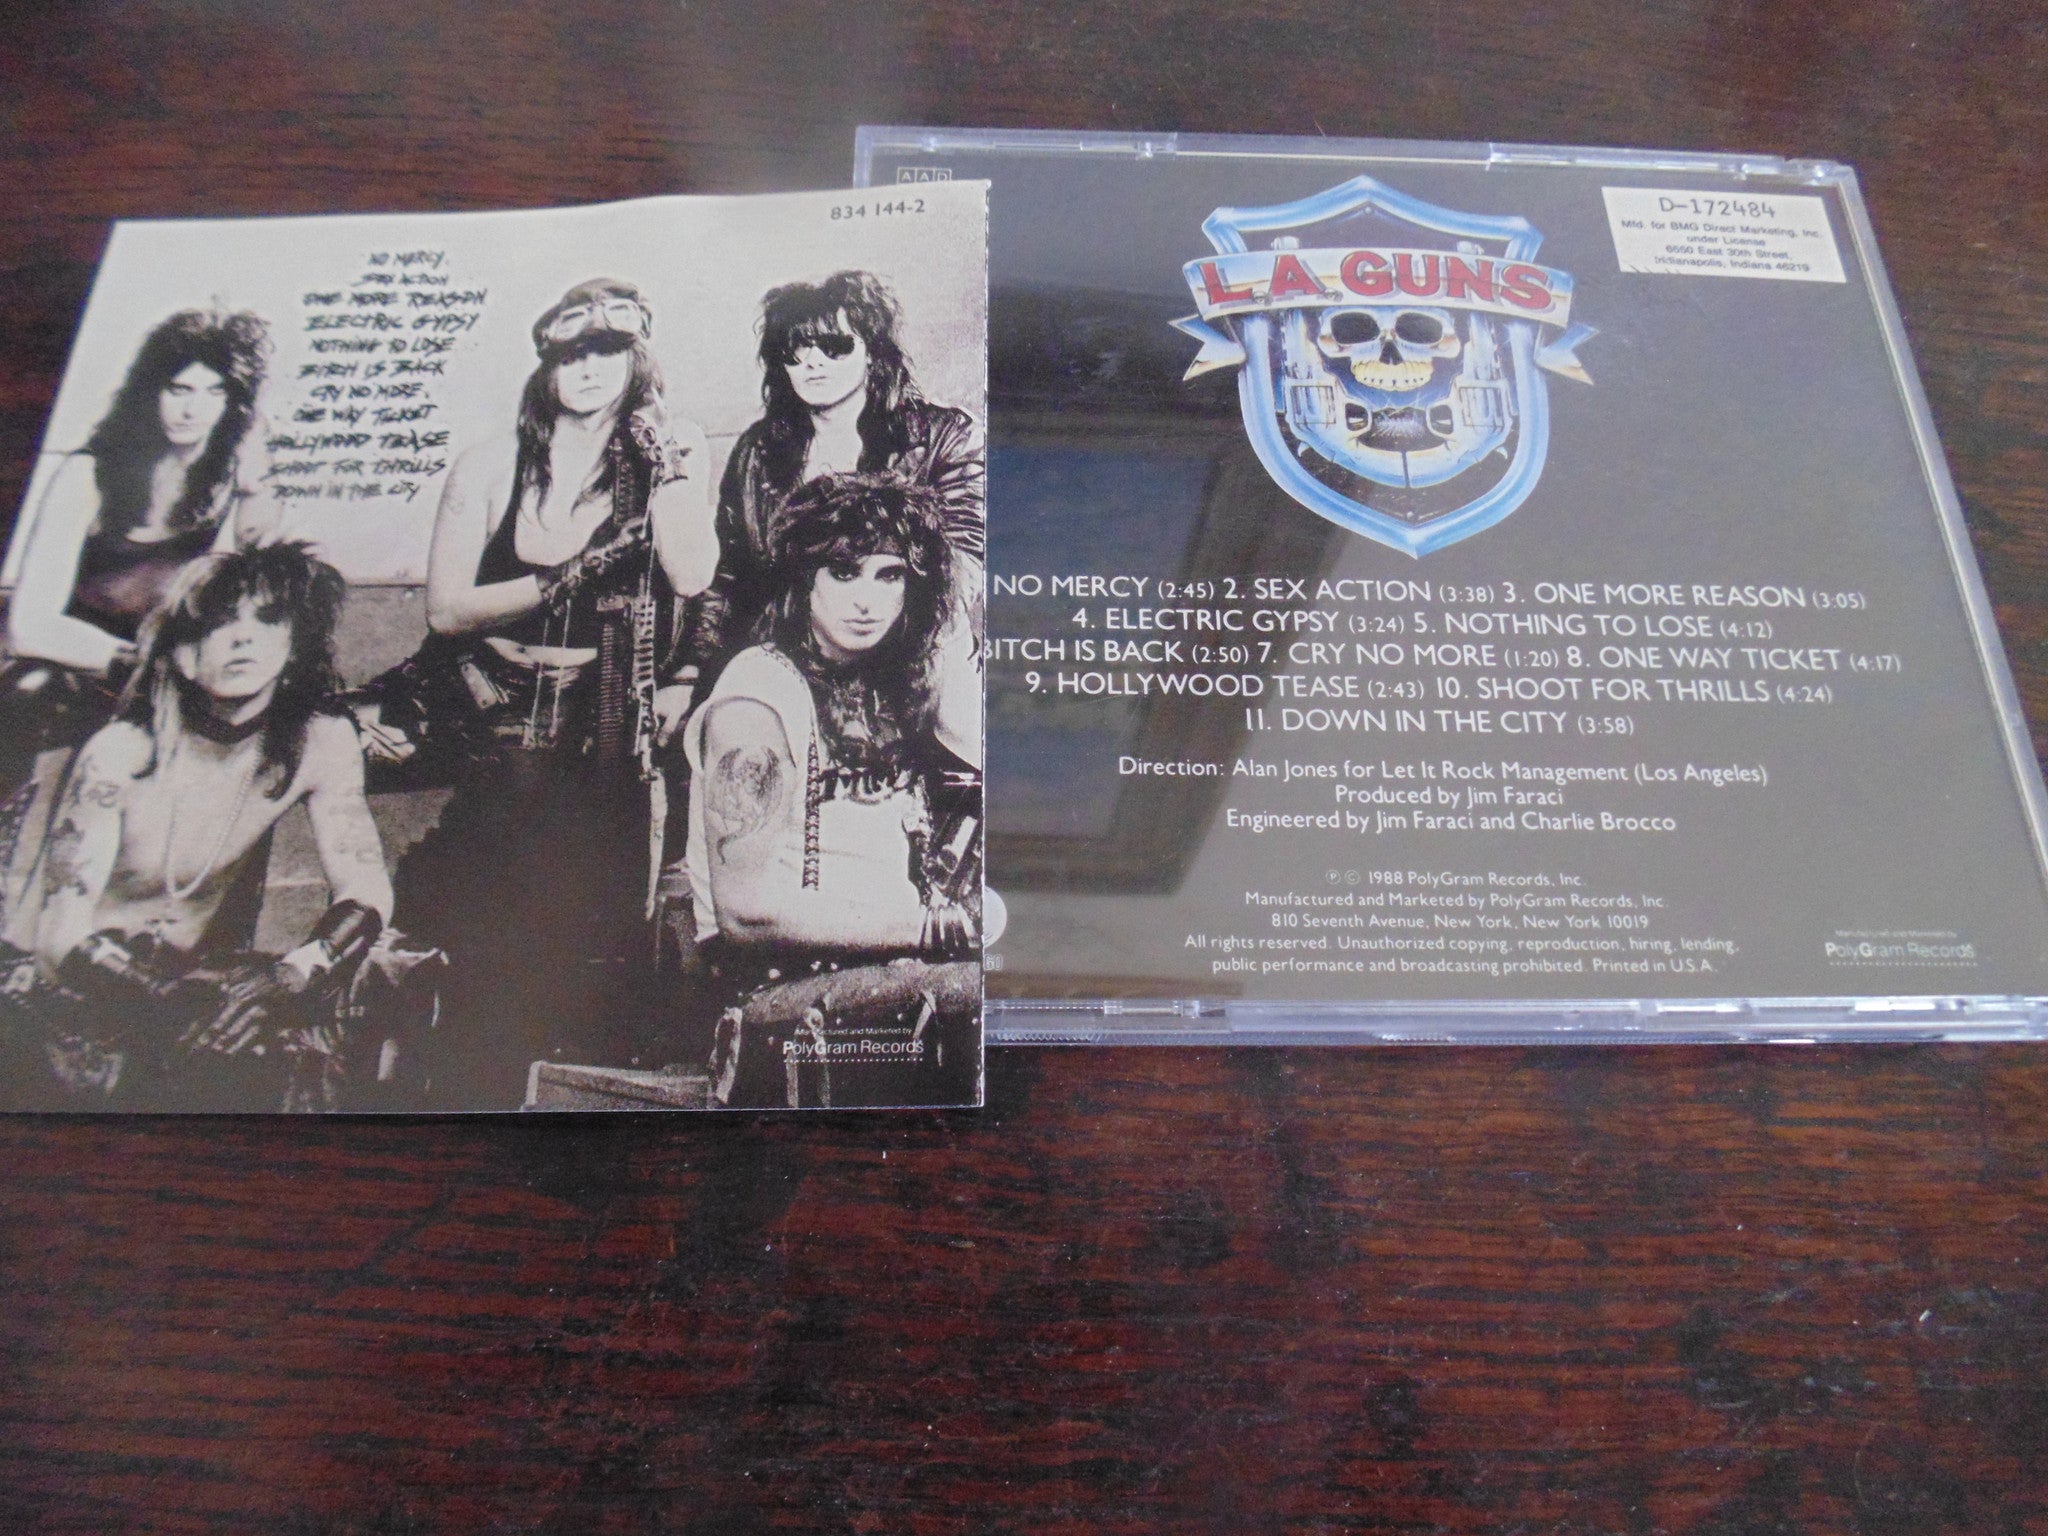 834 144-2
NO MERCY.
SEX ACTION
ONE MORE REASON
ELECTRIC GYPSY
NOTHING TO LOSE
BITCH IS BACK
CRY NO MORE.
ONE WAY TICKET
HOLLYWOOD TEASE
SHOOT FOR THRILLS
DOWN IN THE CITY
Manufactured and Marketed by
PolyGram Records
AAD
D-172484
Mfd. for BMG Direct Marketing, Inc.
under License
6550 East 30th Street,
Indianapolis, Indiana 46219
L.A. GUNS
NO MERCY (2:45) 2. SEX ACTION (3:38) 3. ONE MORE REASON (3:05)
4. ELECTRIC GYPSY (3:24) 5. NOTHING TO LOSE (4:12)
BITCH IS BACK (2:50) 7. CRY NO MORE (1:20) 8. ONE WAY TICKET (4:17)
9. HOLLYWOOD TEASE (2:43) 10. SHOOT FOR THRILLS (4:24)
11. DOWN IN THE CITY (3:58)
Direction: Alan Jones for Let It Rock Management (Los Angeles)
Produced by Jim Faraci
Engineered by Jim Faraci and Charlie Brocco
℗ © 1988 PolyGram Records, Inc.
Manufactured and Marketed by PolyGram Records, Inc.
810 Seventh Avenue, New York, New York 10019
All rights reserved. Unauthorized copying, reproduction, hiring, lending,
public performance and broadcasting prohibited. Printed in U.S.A.
Manufactured and Marketed by
PolyGram Records